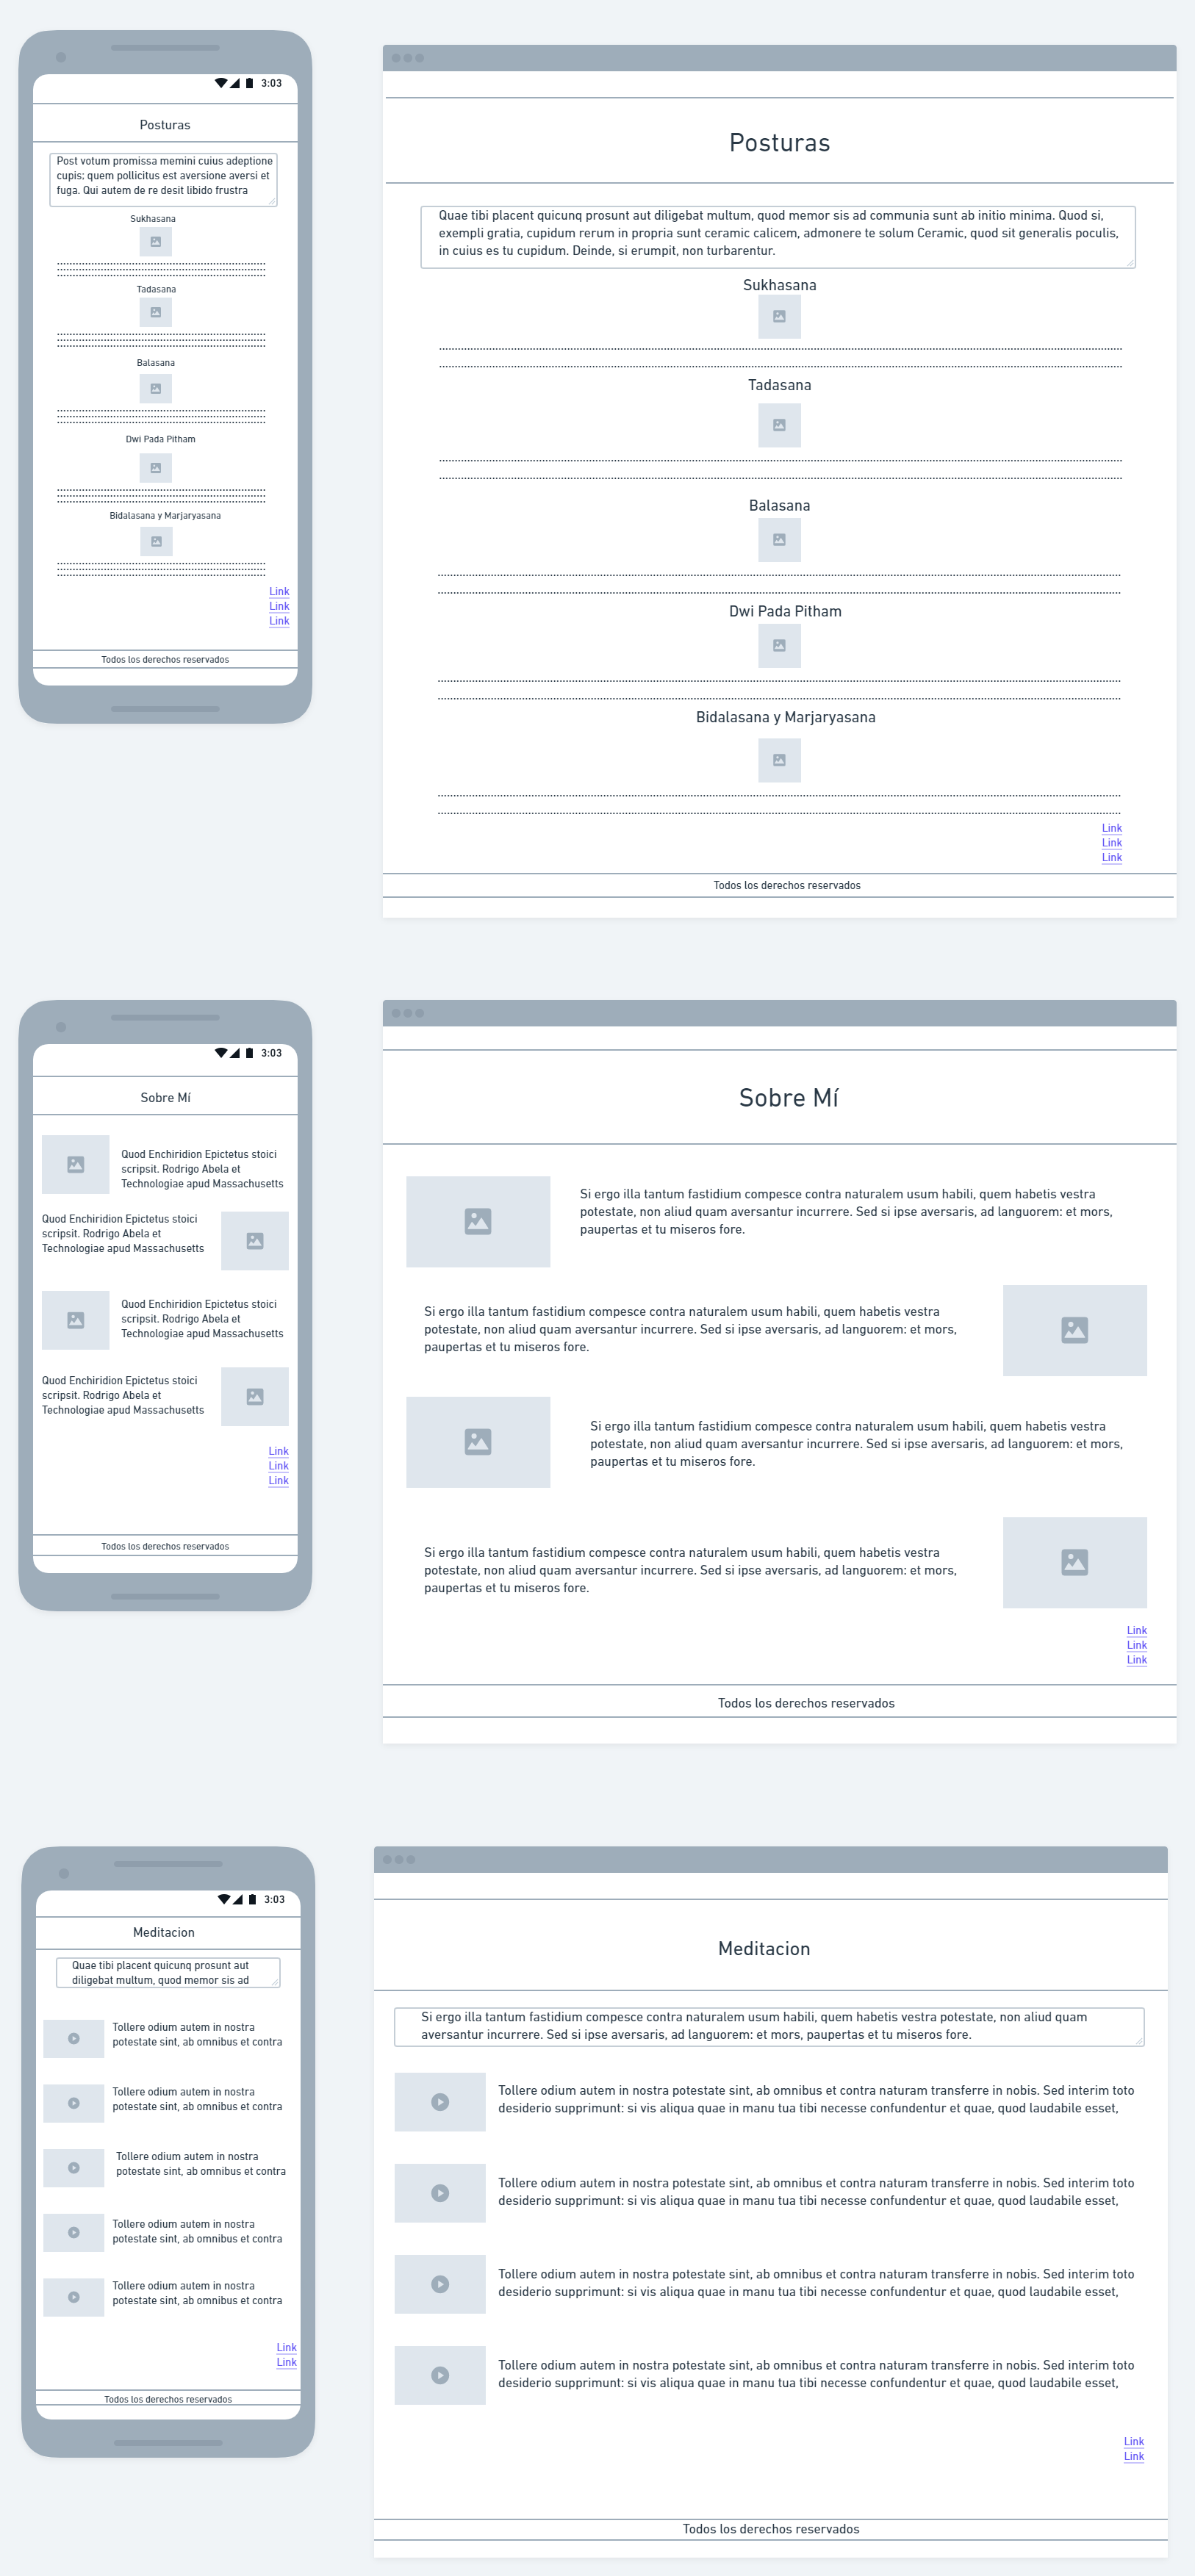 3:03
Posturas
Post votum promissa memini cuius adeptione
cupis; quem pollicitus est aversione aversi et
fuga. Qui autem de re desit libido frustra
Sukhasana
Tadasana
Balasana
Dwi Pada Pitham
Bidalasana y Marjaryasana
Link
Link
Link
Todos los derechos reservados
Posturas
Quae tibi placent quicunq prosunt aut diligebat multum, quod memor sis ad communia sunt ab initio minima. Quod si,
exempli gratia, cupidum rerum in propria sunt ceramic calicem, admonere te solum Ceramic, quod sit generalis poculis,
in cuius es tu cupidum. Deinde, si erumpit, non turbarentur.
Sukhasana
Tadasana
Balasana
Dwi Pada Pitham
Bidalasana y Marjaryasana
Link
Link
Link
Todos los derechos reservados
3:03
Sobre Mí
Quod Enchiridion Epictetus stoici
scripsit. Rodrigo Abela et
Technologiae apud Massachusetts
Quod Enchiridion Epictetus stoici
scripsit. Rodrigo Abela et
Technologiae apud Massachusetts
Quod Enchiridion Epictetus stoici
scripsit. Rodrigo Abela et
Technologiae apud Massachusetts
Quod Enchiridion Epictetus stoici
scripsit. Rodrigo Abela et
Technologiae apud Massachusetts
Link
Link
Link
Todos los derechos reservados
Sobre Mí
Si ergo illa tantum fastidium compesce contra naturalem usum habili, quem habetis vestra
potestate, non aliud quam aversantur incurrere. Sed si ipse aversaris, ad languorem: et mors,
paupertas et tu miseros fore.
Si ergo illa tantum fastidium compesce contra naturalem usum habili, quem habetis vestra
potestate, non aliud quam aversantur incurrere. Sed si ipse aversaris, ad languorem: et mors,
paupertas et tu miseros fore.
Si ergo illa tantum fastidium compesce contra naturalem usum habili, quem habetis vestra
potestate, non aliud quam aversantur incurrere. Sed si ipse aversaris, ad languorem: et mors,
paupertas et tu miseros fore.
Si ergo illa tantum fastidium compesce contra naturalem usum habili, quem habetis vestra
potestate, non aliud quam aversantur incurrere. Sed si ipse aversaris, ad languorem: et mors,
paupertas et tu miseros fore.
Link
Link
Link
Todos los derechos reservados
3:03
Meditacion
Quae tibi placent quicunq prosunt aut
diligebat multum, quod memor sis ad
Tollere odium autem in nostra
potestate sint, ab omnibus et contra
Tollere odium autem in nostra
potestate sint, ab omnibus et contra
Tollere odium autem in nostra
potestate sint, ab omnibus et contra
Tollere odium autem in nostra
potestate sint, ab omnibus et contra
Tollere odium autem in nostra
potestate sint, ab omnibus et contra
Link
Link
Todos los derechos reservados
Meditacion
Si ergo illa tantum fastidium compesce contra naturalem usum habili, quem habetis vestra potestate, non aliud quam
aversantur incurrere. Sed si ipse aversaris, ad languorem: et mors, paupertas et tu miseros fore.
Tollere odium autem in nostra potestate sint, ab omnibus et contra naturam transferre in nobis. Sed interim toto
desiderio supprimunt: si vis aliqua quae in manu tua tibi necesse confundentur et quae, quod laudabile esset,
Tollere odium autem in nostra potestate sint, ab omnibus et contra naturam transferre in nobis. Sed interim toto
desiderio supprimunt: si vis aliqua quae in manu tua tibi necesse confundentur et quae, quod laudabile esset,
Tollere odium autem in nostra potestate sint, ab omnibus et contra naturam transferre in nobis. Sed interim toto
desiderio supprimunt: si vis aliqua quae in manu tua tibi necesse confundentur et quae, quod laudabile esset,
Tollere odium autem in nostra potestate sint, ab omnibus et contra naturam transferre in nobis. Sed interim toto
desiderio supprimunt: si vis aliqua quae in manu tua tibi necesse confundentur et quae, quod laudabile esset,
Link
Link
Todos los derechos reservados